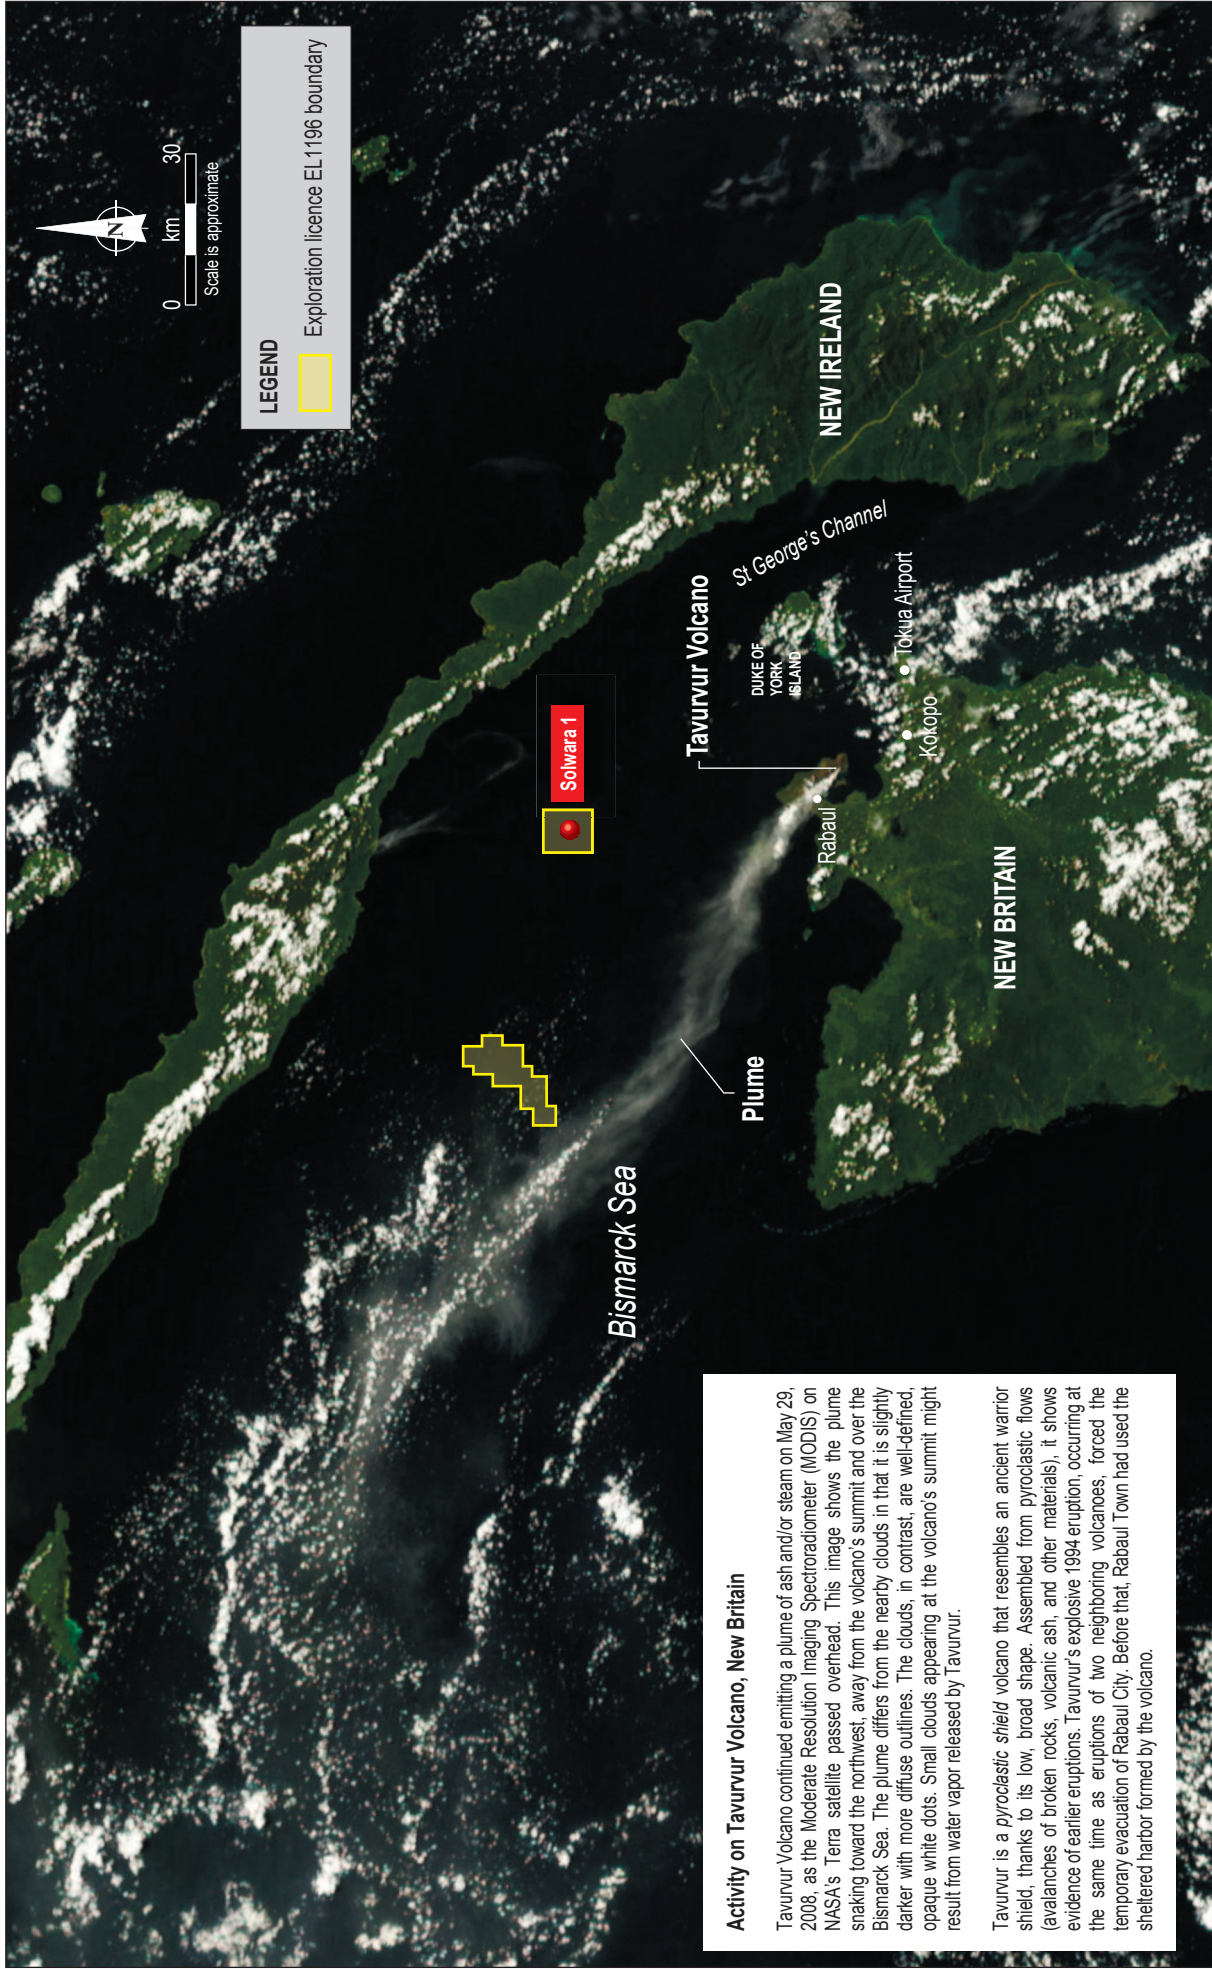 N
0 km 30
Scale is approximate
LEGEND
Exploration licence EL1196 boundary
NEW IRELAND
St George's Channel
Solwara 1
Tavurvur Volcano
DUKE OF
YORK
ISLAND
Tokua Airport
Kokopo
Rabaul
NEW BRITAIN
Plume
Bismarck Sea
Activity on Tavurvur Volcano, New Britain
Tavurvur Volcano continued emitting a plume of ash and/or steam on May 29,
2008, as the Moderate Resolution Imaging Spectroradiometer (MODIS) on
NASA's Terra satellite passed overhead. This image shows the plume
snaking toward the northwest, away from the volcano's summit and over the
Bismarck Sea. The plume differs from the nearby clouds in that it is slightly
darker with more diffuse outlines. The clouds, in contrast, are well-defined,
opaque white dots. Small clouds appearing at the volcano's summit might
result from water vapor released by Tavurvur.
Tavurvur is a pyroclastic shield volcano that resembles an ancient warrior
shield, thanks to its low, broad shape. Assembled from pyroclastic flows
(avalanches of broken rocks, volcanic ash, and other materials), it shows
evidence of earlier eruptions. Tavurvur's explosive 1994 eruption, occurring at
the same time as eruptions of two neighboring volcanoes, forced the
temporary evacuation of Rabaul City. Before that, Rabaul Town had used the
sheltered harbor formed by the volcano.